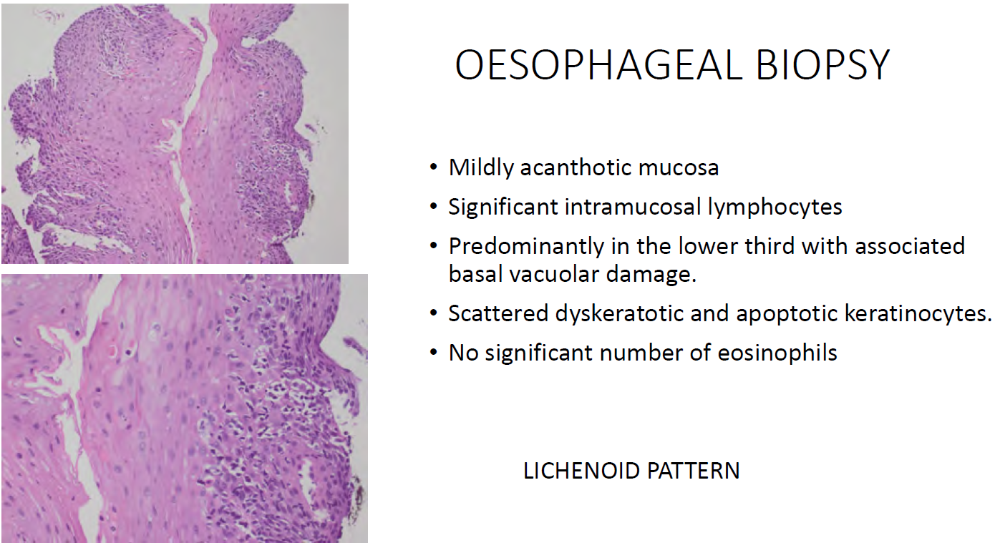 OESOPHAGEAL BIOPSY
• Mildly acanthotic mucosa
• Significant intramucosal lymphocytes
• Predominantly in the lower third with associated
basal vacuolar damage.
• Scattered dyskeratotic and apoptotic keratinocytes.
• No significant number of eosinophils
LICHENOID PATTERN